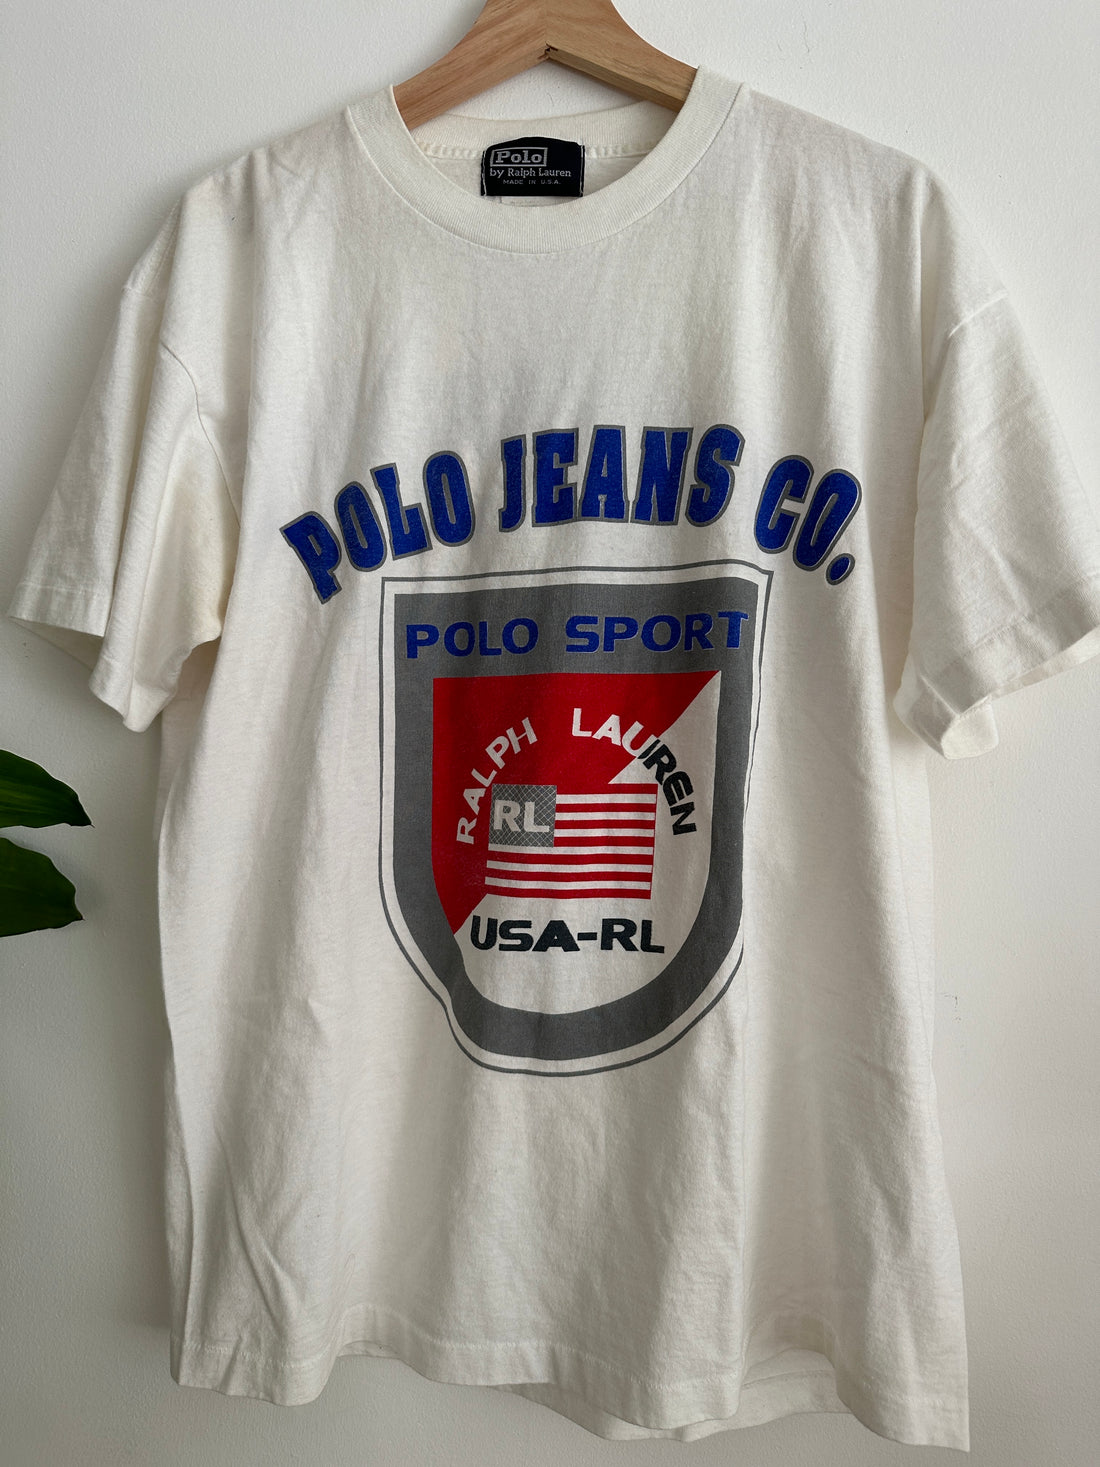 Polo
by Ralph Lauren
MADE IN U.S.A.
POLO JEANS CO.
POLO SPORT
RALPH LAUREN
RL
USA-RL